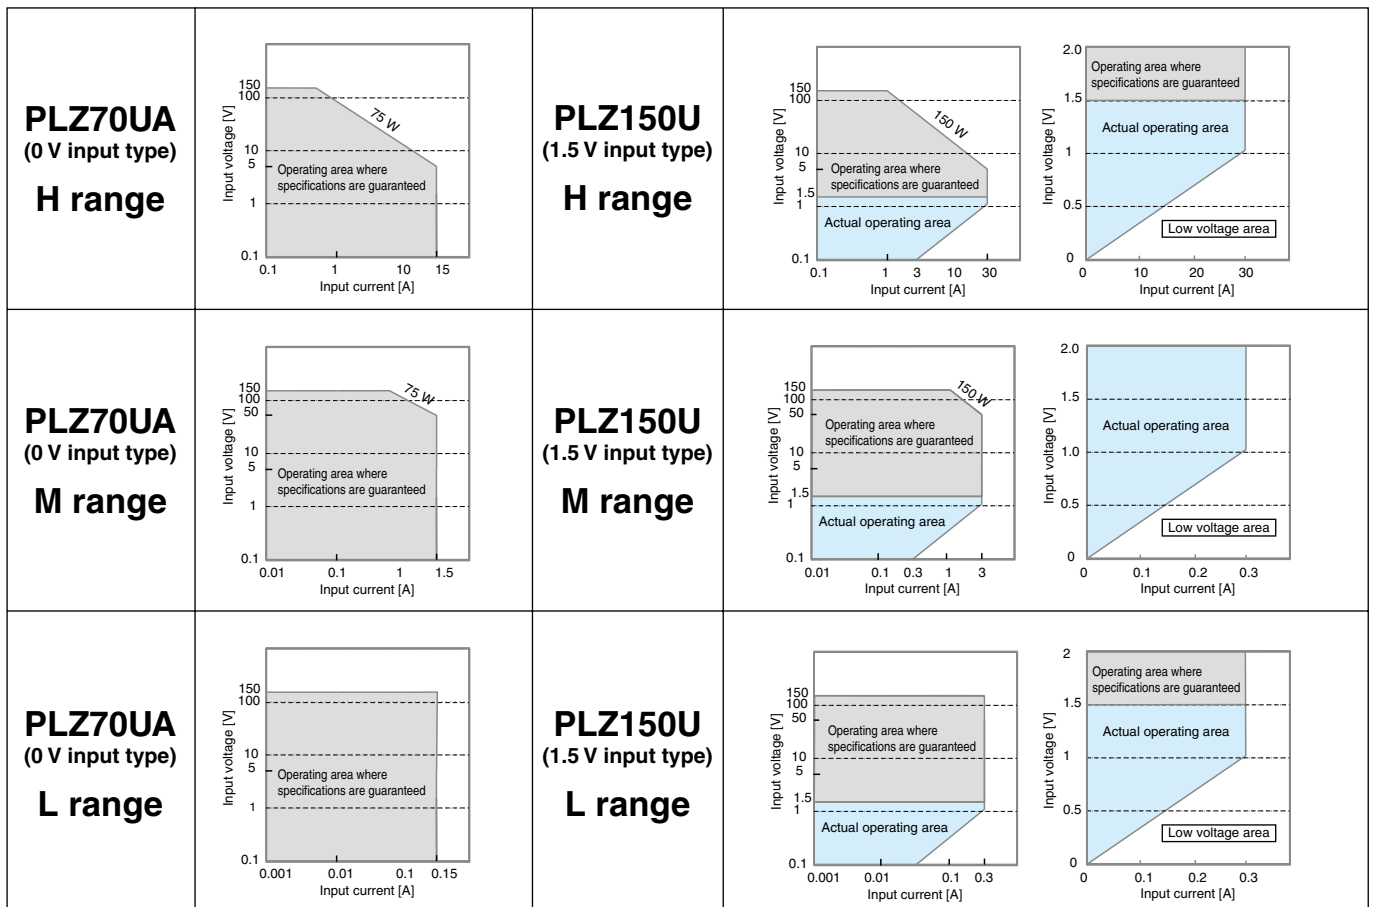 PLZ70UA
(0 V input type)
H range
Input voltage [V]
150
100
10
5
1
0.1
75 W
Operating area where
specifications are guaranteed
0.1 1 10 15
Input current [A]
PLZ150U
(1.5 V input type)
H range
Input voltage [V]
150
100
10
5
1.5
1
0.1
150 W
Operating area where
specifications are guaranteed
Actual operating area
0.1 1 3 10 30
Input current [A]
Input voltage [V]
2.0
1.5
1
0.5
0
Operating area where
specifications are guaranteed
Actual operating area
Low voltage area
0 10 20 30
Input current [A]
PLZ70UA
(0 V input type)
M range
Input voltage [V]
150
100
50
10
5
1
0.1
75 W
Operating area where
specifications are guaranteed
0.01 0.1 1 1.5
Input current [A]
PLZ150U
(1.5 V input type)
M range
Input voltage [V]
150
100
50
10
5
1.5
1
0.1
150 W
Operating area where
specifications are guaranteed
Actual operating area
0.01 0.1 0.3 1 3
Input current [A]
Input voltage [V]
2.0
1.5
1.0
0.5
0
Actual operating area
Low voltage area
0 0.1 0.2 0.3
Input current [A]
PLZ70UA
(0 V input type)
L range
Input voltage [V]
150
100
10
5
1
0.1
Operating area where
specifications are guaranteed
0.001 0.01 0.1 0.15
Input current [A]
PLZ150U
(1.5 V input type)
L range
Input voltage [V]
150
100
50
10
5
1.5
1
0.1
Operating area where
specifications are guaranteed
Actual operating area
0.001 0.01 0.1 0.3
Input current [A]
Input voltage [V]
2
1.5
1
0.5
0
Operating area where
specifications are guaranteed
Actual operating area
Low voltage area
0 0.1 0.2 0.3
Input current [A]